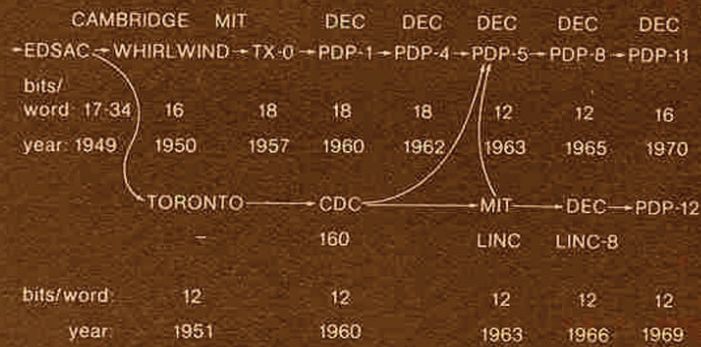 CAMBRIDGE MIT DEC DEC DEC DEC DEC
EDSAC WHIRLWIND TX-0 PDP-1 PDP-4 PDP-5 PDP-8 PDP-11
bits/
word: 17-34 16 18 18 18 12 12 16
year: 1949 1950 1957 1960 1962 1963 1965 1970
TORONTO CDC MIT DEC PDP-12
– 160 LINC LINC-8
bits/word: 12 12 12 12 12
year: 1951 1960 1963 1966 1969